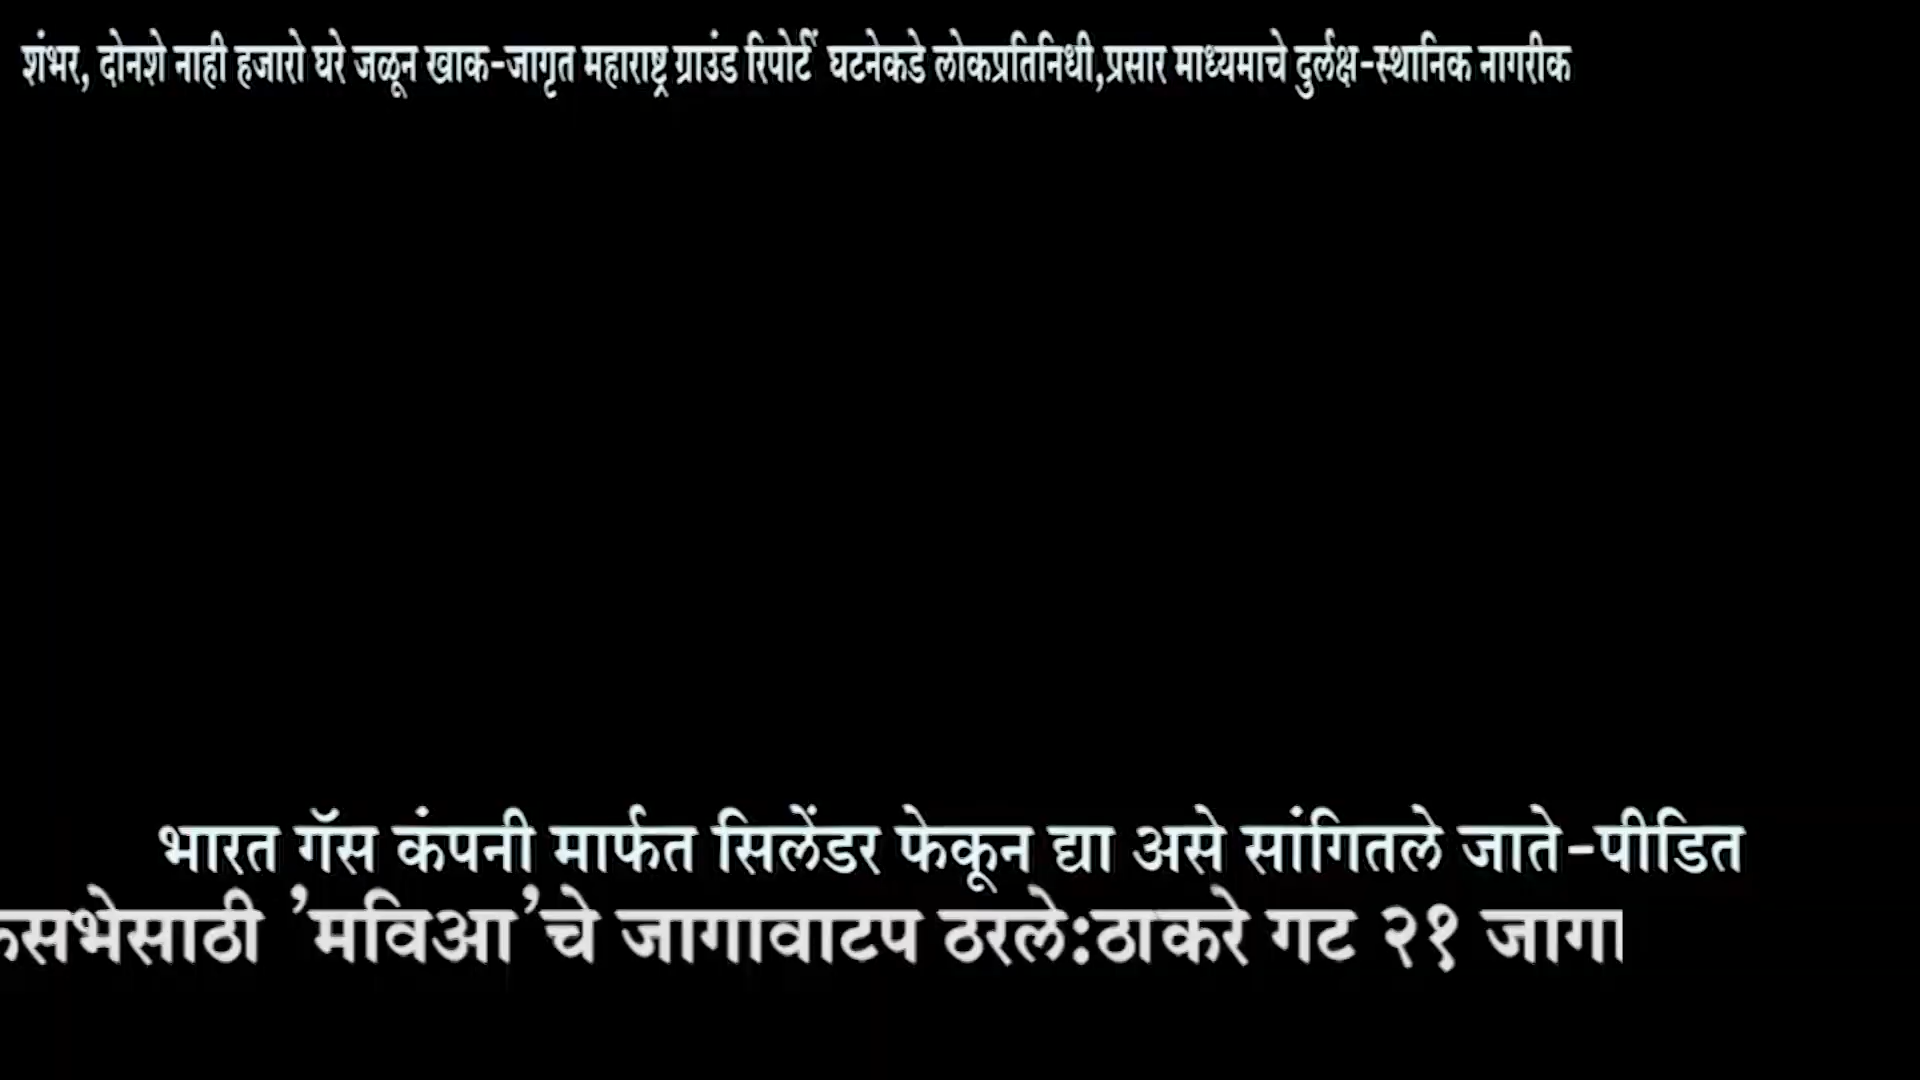 शंभर, दोनशे नाही हजारो घरे जळून खाक-जागृत महाराष्ट्र ग्राउंड रिपोर्ट घटनेकडे लोकप्रतिनिधी,प्रसार माध्यमाचे दुर्लक्ष-स्थानिक नागरीक
भारत गॅस कंपनी मार्फत सिलेंडर फेकून द्या असे सांगितले जाते-पीडित
कसभेसाठी 'मविआ'चे जागावाटप ठरले:ठाकरे गट २१ जागा